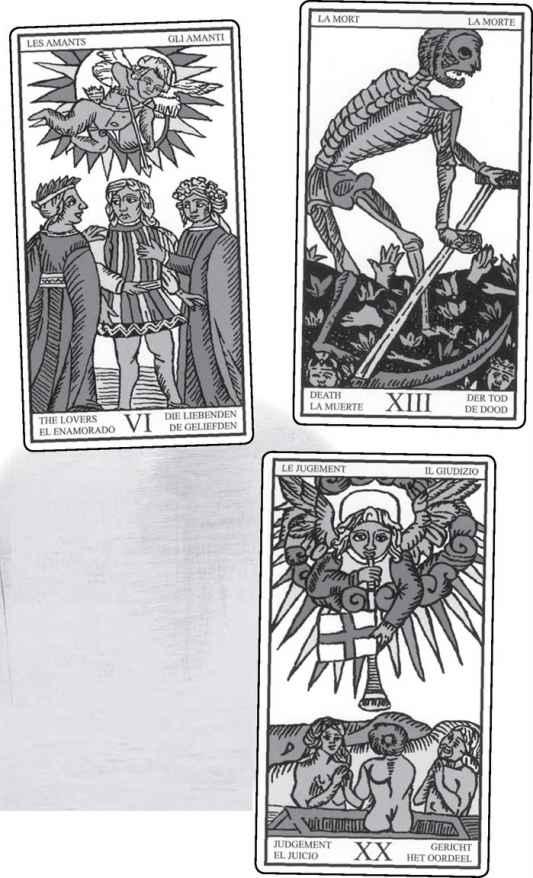 LES AMANTS GLI AMANTI
THE LOVERS VI DIE LIEBENDEN
EL ENAMORADO DE GELIEFDEN
LA MORT LA MORTE
DEATH XIII DER TOD
LA MUERTE DE DOOD
LE JUGEMENT IL GIUDIZIO
JUDGEMENT XX GERICHT
EL JUICIO HET OORDEEL